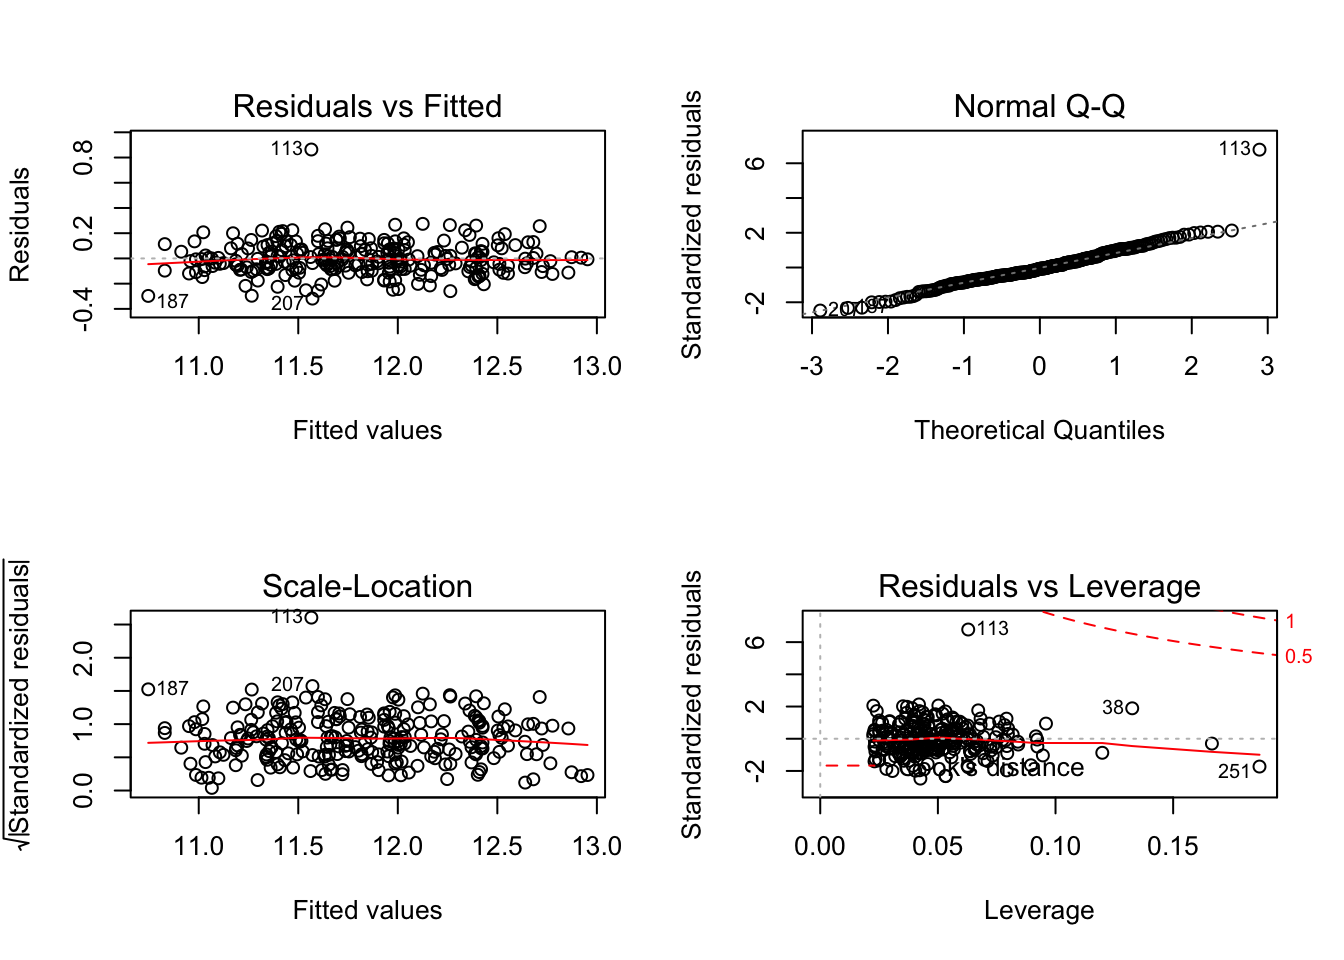 Residuals vs Fitted
Residuals
0.8
0.2
-0.4
113
187
207
11.0 11.5 12.0 12.5 13.0
Fitted values
Normal Q-Q
Standardized residuals
6
2
-2
113
207
-3 -2 -1 0 1 2 3
Theoretical Quantiles
Scale-Location
√|Standardized residuals|
2.0
1.0
0.0
113
187
207
11.0 11.5 12.0 12.5 13.0
Fitted values
Residuals vs Leverage
Standardized residuals
6
2
-2
113
38
251
1
0.5
distance
0.00 0.05 0.10 0.15
Leverage